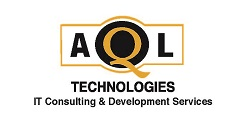 AQL
TECHNOLOGIES
IT Consulting & Development Services